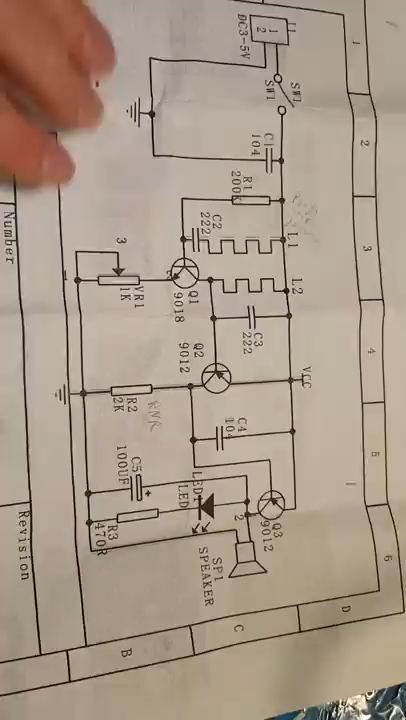 J1
1
2
DC3-5V
SW1
SW1
C1
104
R1
200K
C2
222
L1
L2
3
VR1
1K
2
Q1
9018
C3
222
Q2
9012
VCC
R2
2K
C4
104
C5
100UF
+
LED
LED
R3
470R
2
Q3
9012
SP1
SPEAKER
1
2
3
4
5
6
D
C
B
Number
Revision